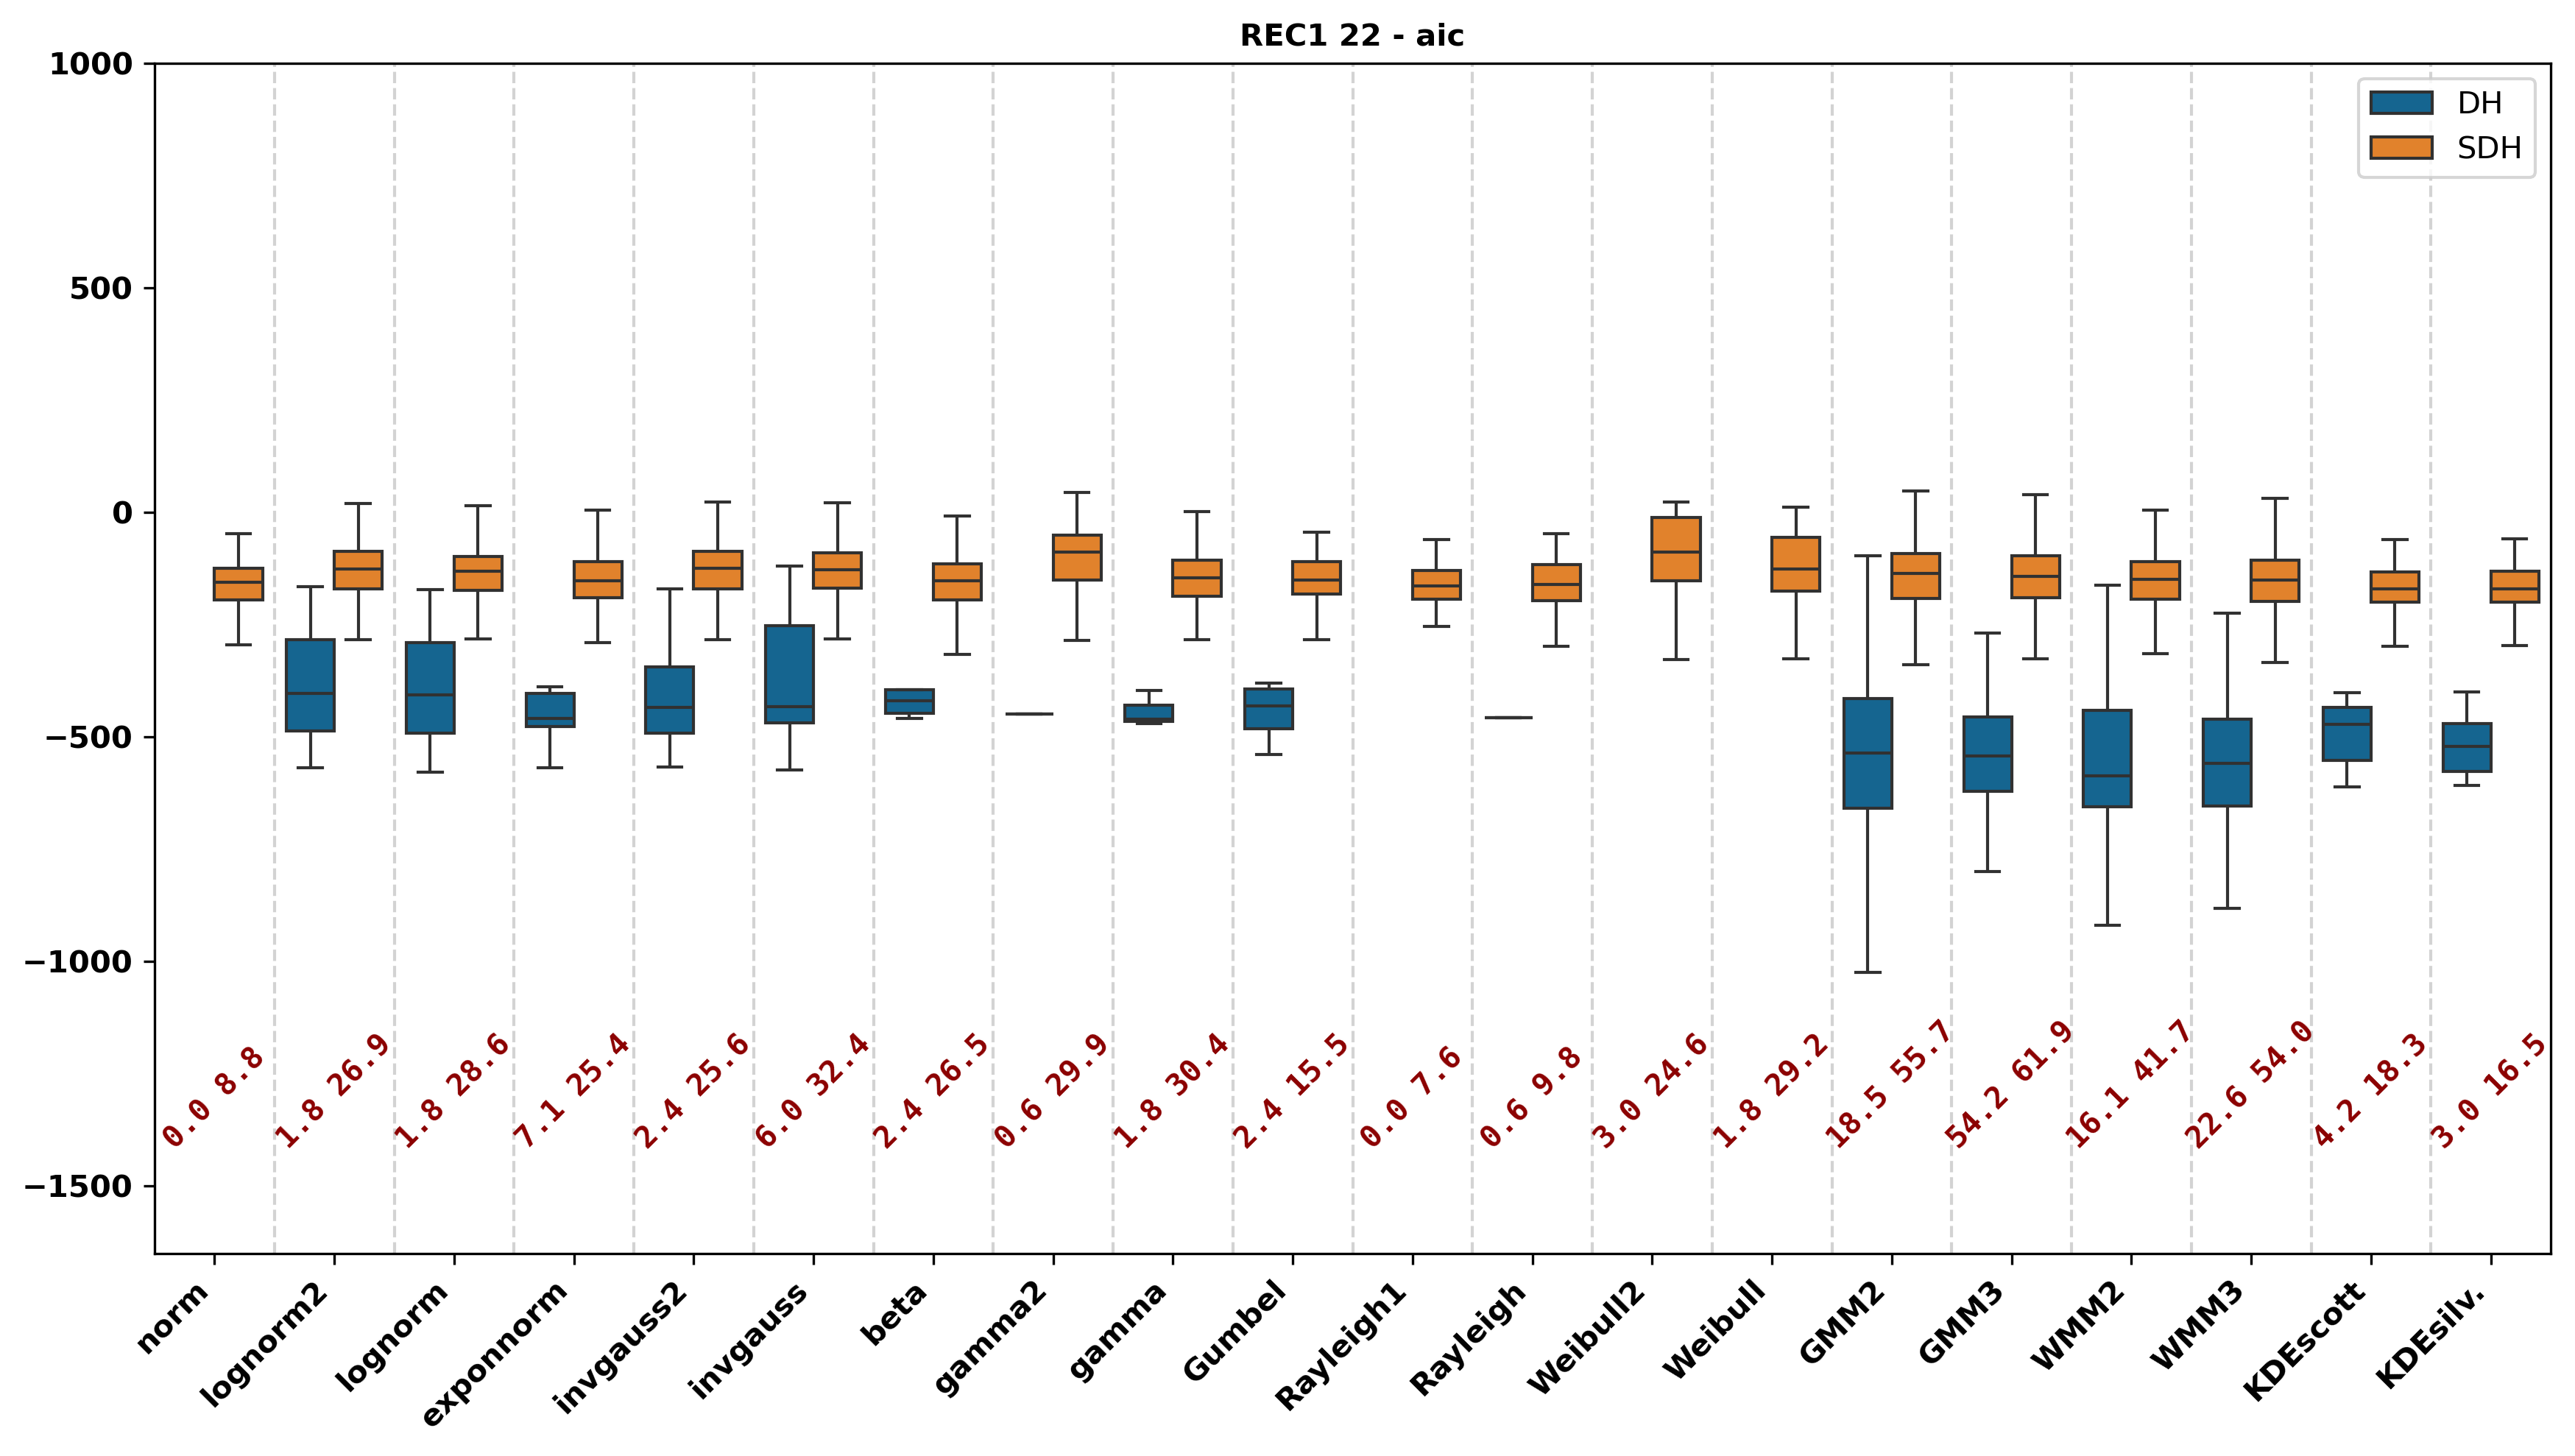 REC1 22 - aic
1000
500
0
−500
−1000
−1500
DH
SDH
0.0 8.8
1.8 26.9
1.8 28.6
7.1 25.4
2.4 25.6
6.0 32.4
2.4 26.5
0.6 29.9
1.8 30.4
2.4 15.5
0.0 7.6
0.6 9.8
3.0 24.6
1.8 29.2
18.5 55.7
54.2 61.9
16.1 41.7
22.6 54.0
4.2 18.3
3.0 16.5
norm
lognorm2
lognorm
exponnorm
invgauss2
invgauss
beta
gamma2
gamma
Gumbel
Rayleigh1
Rayleigh
Weibull2
Weibull
GMM2
GMM3
WMM2
WMM3
KDEscott
KDEsilv.